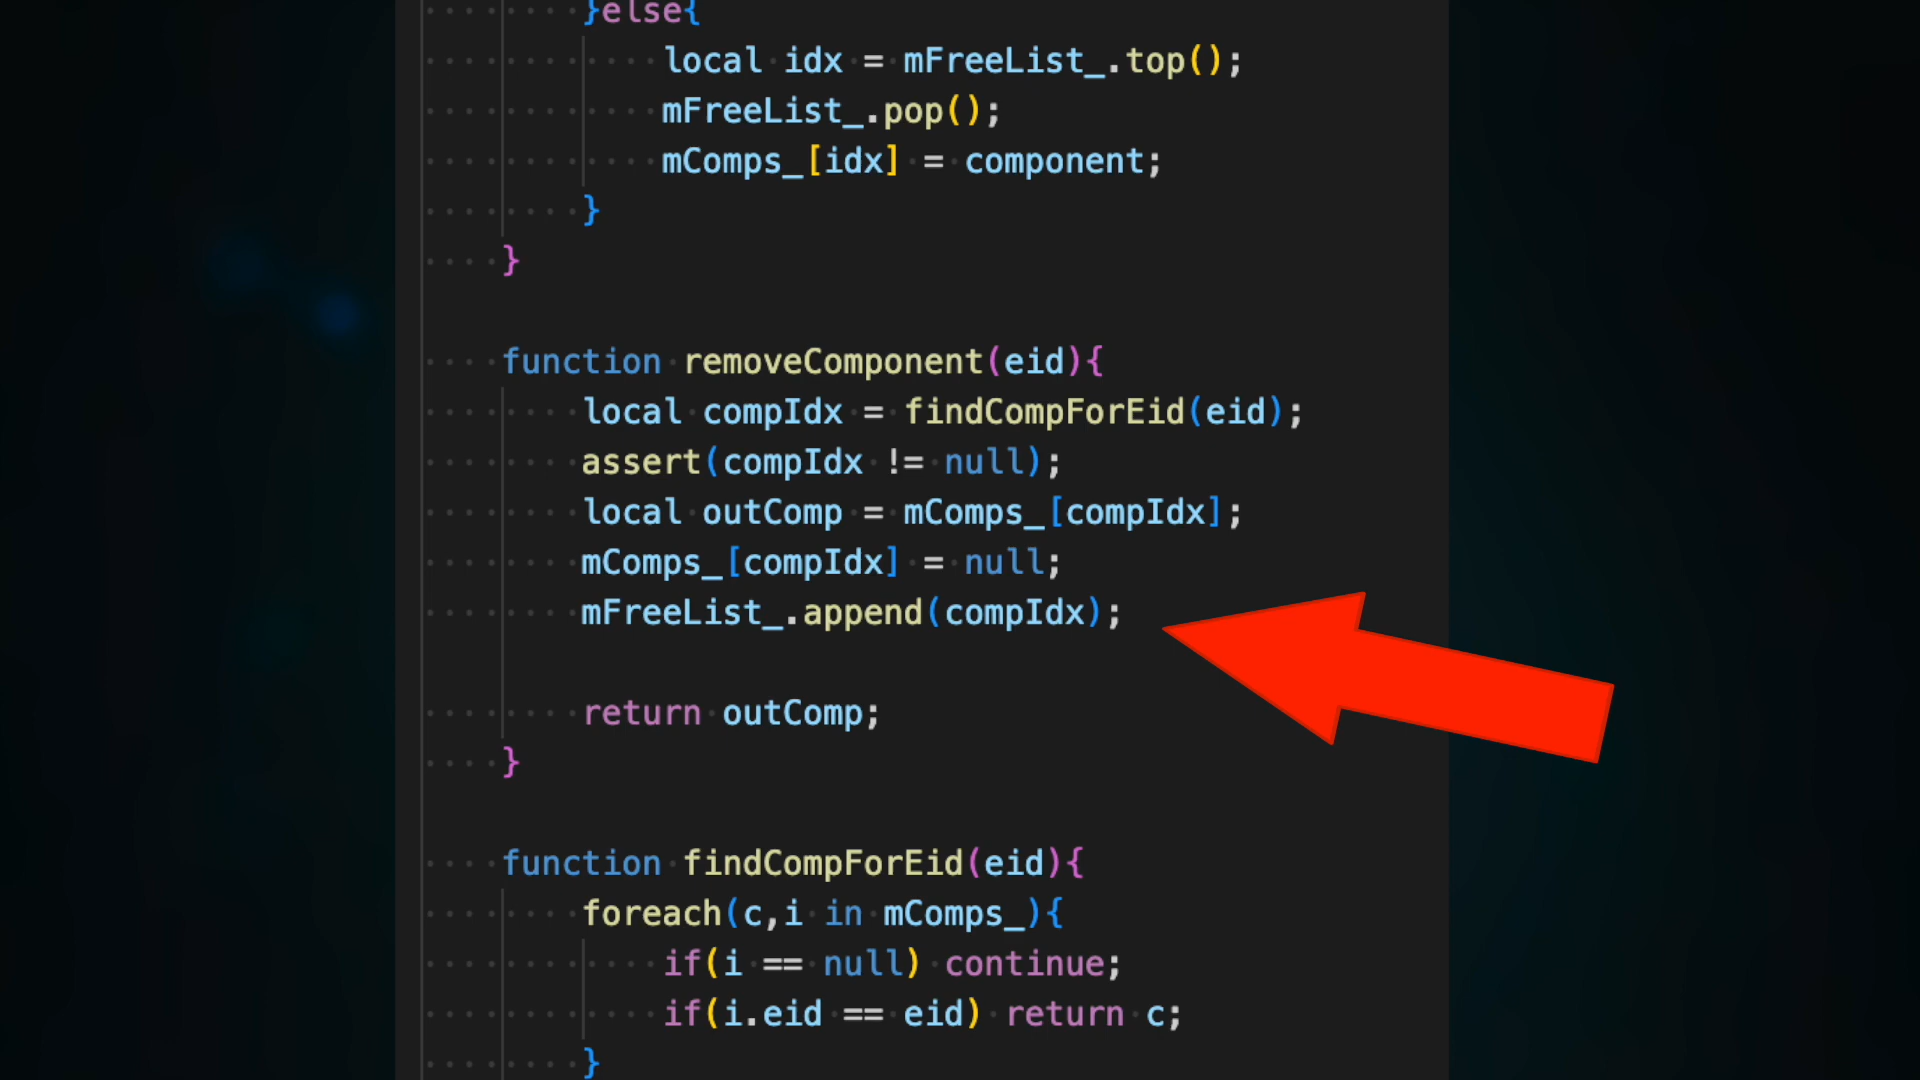 }else{
local idx = mFreeList_.top();
mFreeList_.pop();
mComps_[idx] = component;
}
}
function removeComponent(eid){
local compIdx = findCompForEid(eid);
assert(compIdx != null);
local outComp = mComps_[compIdx];
mComps_[compIdx] = null;
mFreeList_.append(compIdx);
return outComp;
}
function findCompForEid(eid){
foreach(c,i in mComps_){
if(i == null) continue;
if(i.eid == eid) return c;
}